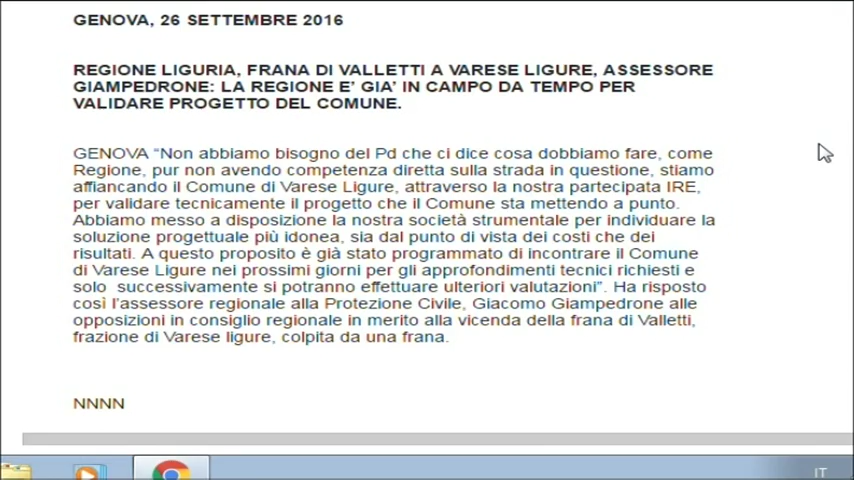 GENOVA, 26 SETTEMBRE 2016
REGIONE LIGURIA, FRANA DI VALLETTI A VARESE LIGURE, ASSESSORE
GIAMPEDRONE: LA REGIONE E' GIA' IN CAMPO DA TEMPO PER
VALIDARE PROGETTO DEL COMUNE.
GENOVA “Non abbiamo bisogno del Pd che ci dice cosa dobbiamo fare, come
Regione, pur non avendo competenza diretta sulla strada in questione, stiamo
affiancando il Comune di Varese Ligure, attraverso la nostra partecipata IRE,
per validare tecnicamente il progetto che il Comune sta mettendo a punto.
Abbiamo messo a disposizione la nostra società strumentale per individuare la
soluzione progettuale più idonea, sia dal punto di vista dei costi che dei
risultati. A questo proposito è già stato programmato di incontrare il Comune
di Varese Ligure nei prossimi giorni per gli approfondimenti tecnici richiesti e
solo  successivamente si potranno effettuare ulteriori valutazioni”. Ha risposto
così l'assessore regionale alla Protezione Civile, Giacomo Giampedrone alle
opposizioni in consiglio regionale in merito alla vicenda della frana di Valletti,
frazione di Varese ligure, colpita da una frana.
NNNN
IT